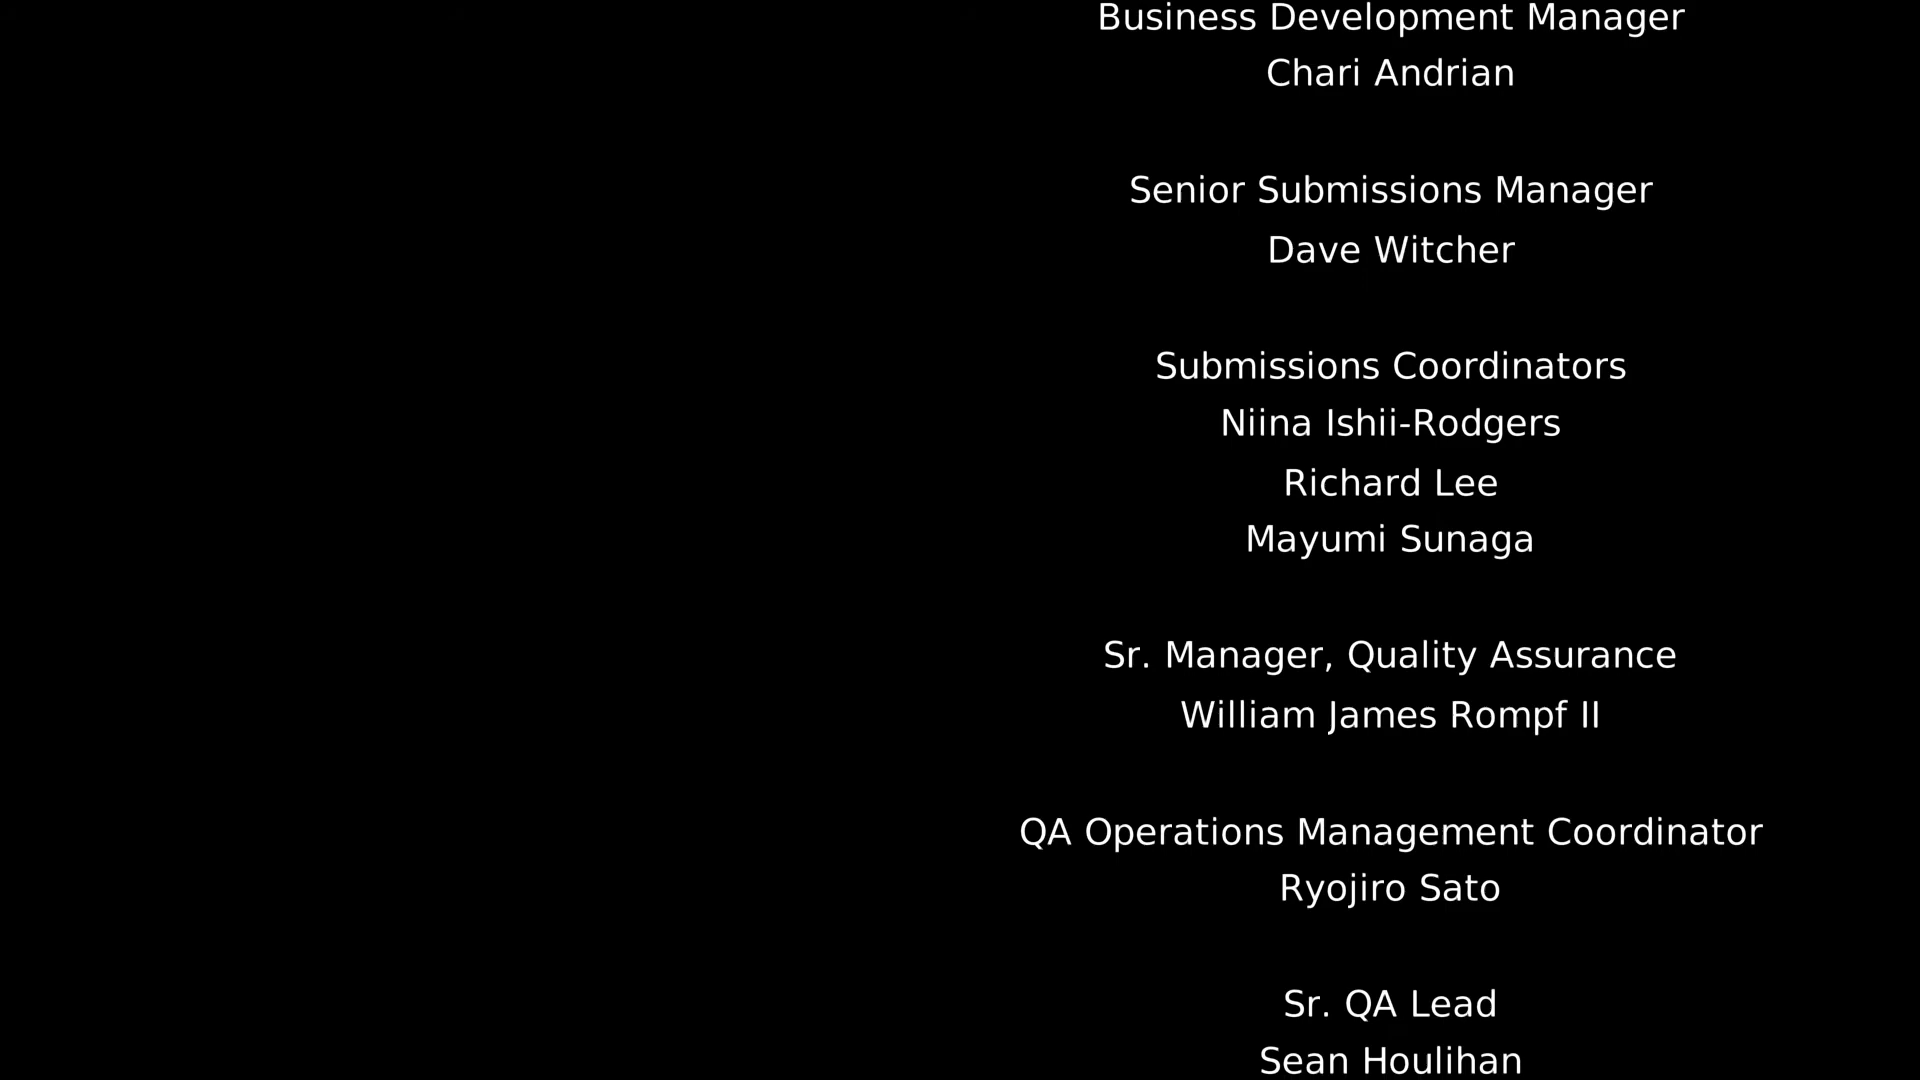 Business Development Manager
Chari Andrian
Senior Submissions Manager
Dave Witcher
Submissions Coordinators
Niina Ishii-Rodgers
Richard Lee
Mayumi Sunaga
Sr. Manager, Quality Assurance
William James Rompf II
QA Operations Management Coordinator
Ryojiro Sato
Sr. QA Lead
Sean Houlihan